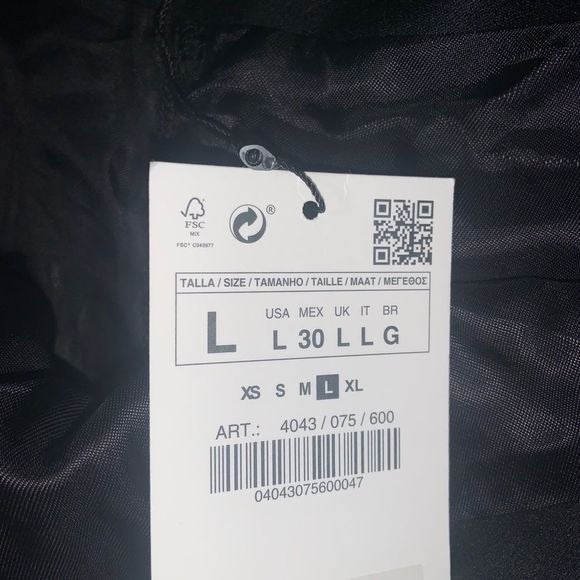 FSC
MIX
FSC® C043977
®
TALLA / SIZE / TAMANHO / TAILLE / MAAT / ΜΕΓΕΘΟΣ
L
USA MEX UK IT BR
L 30 L L G
XS S M L XL
ART.: 4043 / 075 / 600
04043075600047